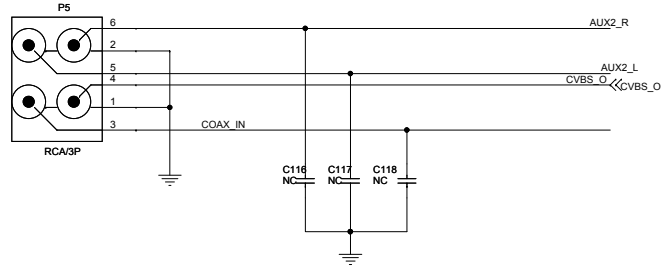 P5
6
AUX2_R
2
5
AUX2_L
4
CVBS_O
CVBS_O
1
3
COAX_IN
RCA/3P
C116
NC
C117
NC
C118
NC